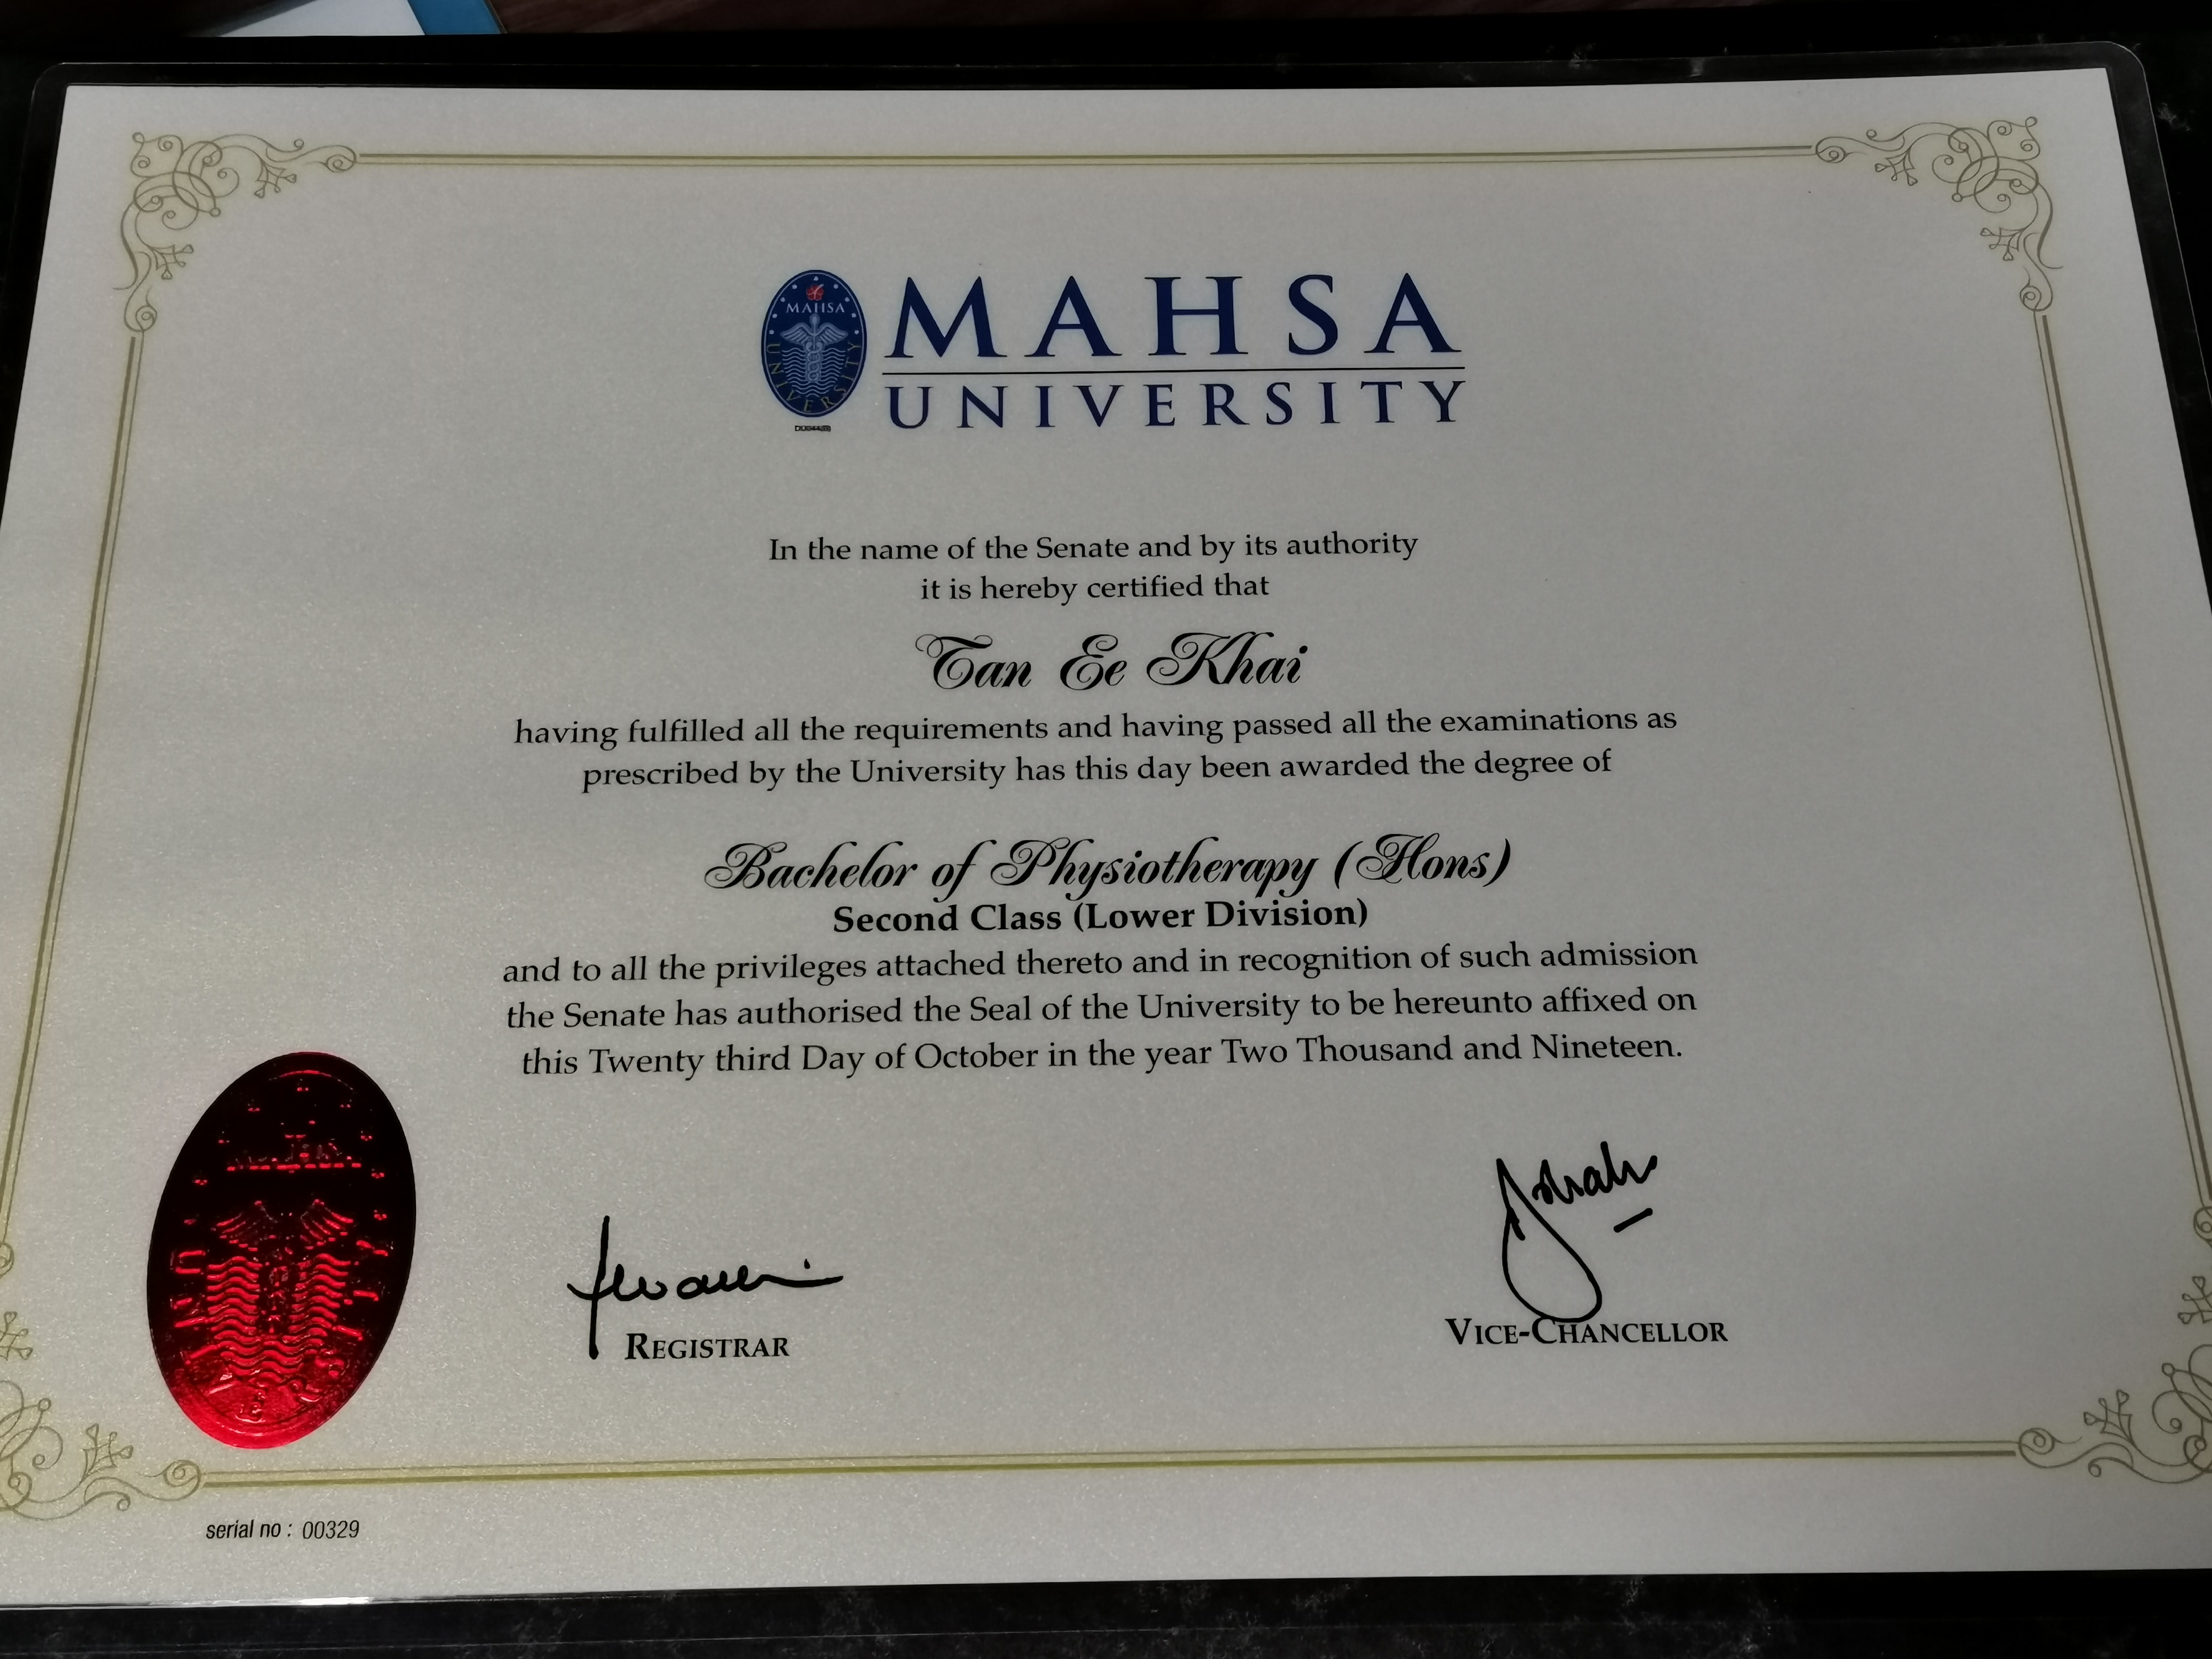 MAHSA
UNIVERSITY
MAHSA
UNIVERSITY
In the name of the Senate and by its authority
it is hereby certified that
Tan Ee Khai
having fulfilled all the requirements and having passed all the examinations as
prescribed by the University has this day been awarded the degree of
Bachelor of Physiotherapy (Hons)
Second Class (Lower Division)
and to all the privileges attached thereto and in recognition of such admission
the Senate has authorised the Seal of the University to be hereunto affixed on
this Twenty third Day of October in the year Two Thousand and Nineteen.
REGISTRAR
VICE-CHANCELLOR
serial no : 00329